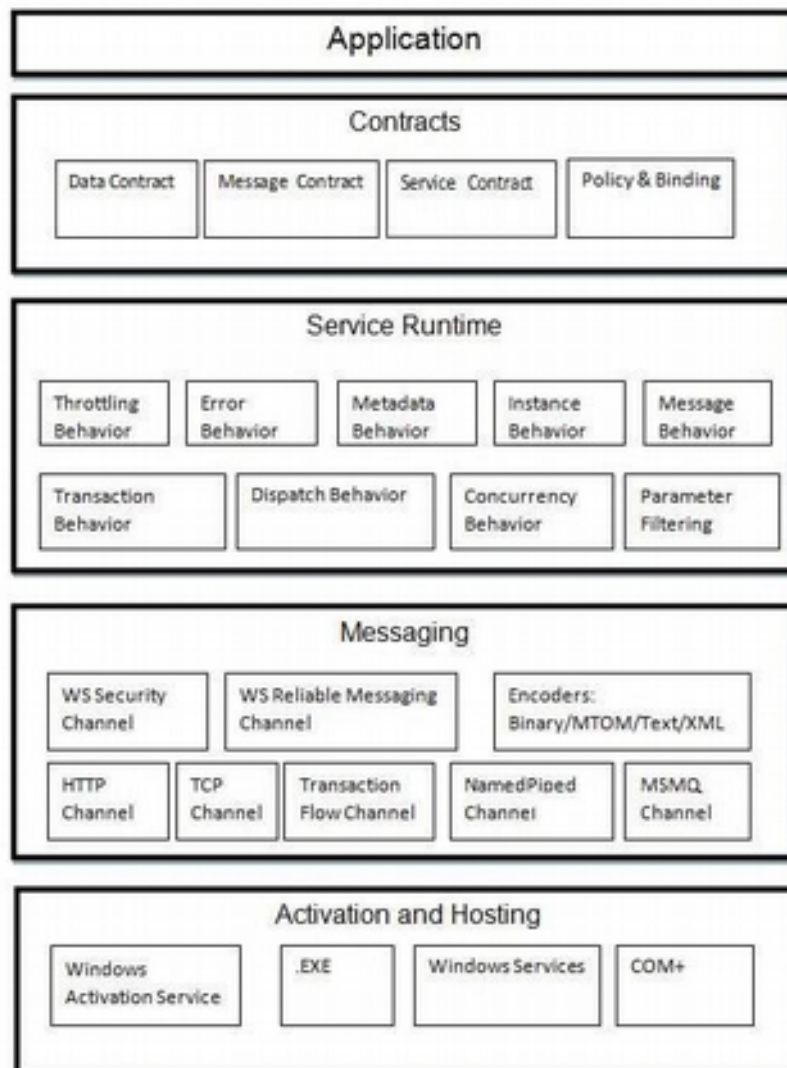 Application
Contracts
Data Contract
Message Contract
Service Contract
Policy & Binding
Service Runtime
Throttling
Behavior
Error
Behavior
Metadata
Behavior
Instance
Behavior
Message
Behavior
Transaction
Behavior
Dispatch Behavior
Concurrency
Behavior
Parameter
Filtering
Messaging
WS Security
Channel
WS Reliable Messaging
Channel
Encoders:
Binary/MTOM/Text/XML
HTTP
Channel
TCP
Channel
Transaction
Flow Channel
NamedPiped
Channel
MSMQ
Channel
Activation and Hosting
Windows
Activation Service
.EXE
Windows Services
COM+